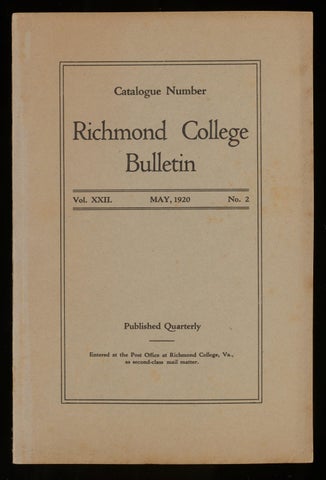 Catalogue Number
Richmond College
Bulletin
Vol. XXII. MAY, 1920 No. 2
Published Quarterly
Entered at the Post Office at Richmond College, Va.,
as second-class mail matter.